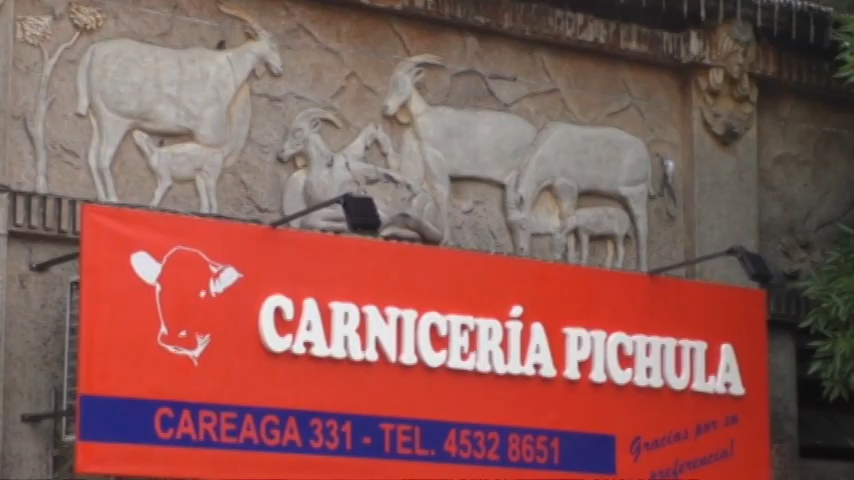 CARNICERÍA PICHULA
CAREAGA 331 - TEL. 4532 8651
Gracias por su
preferencia!